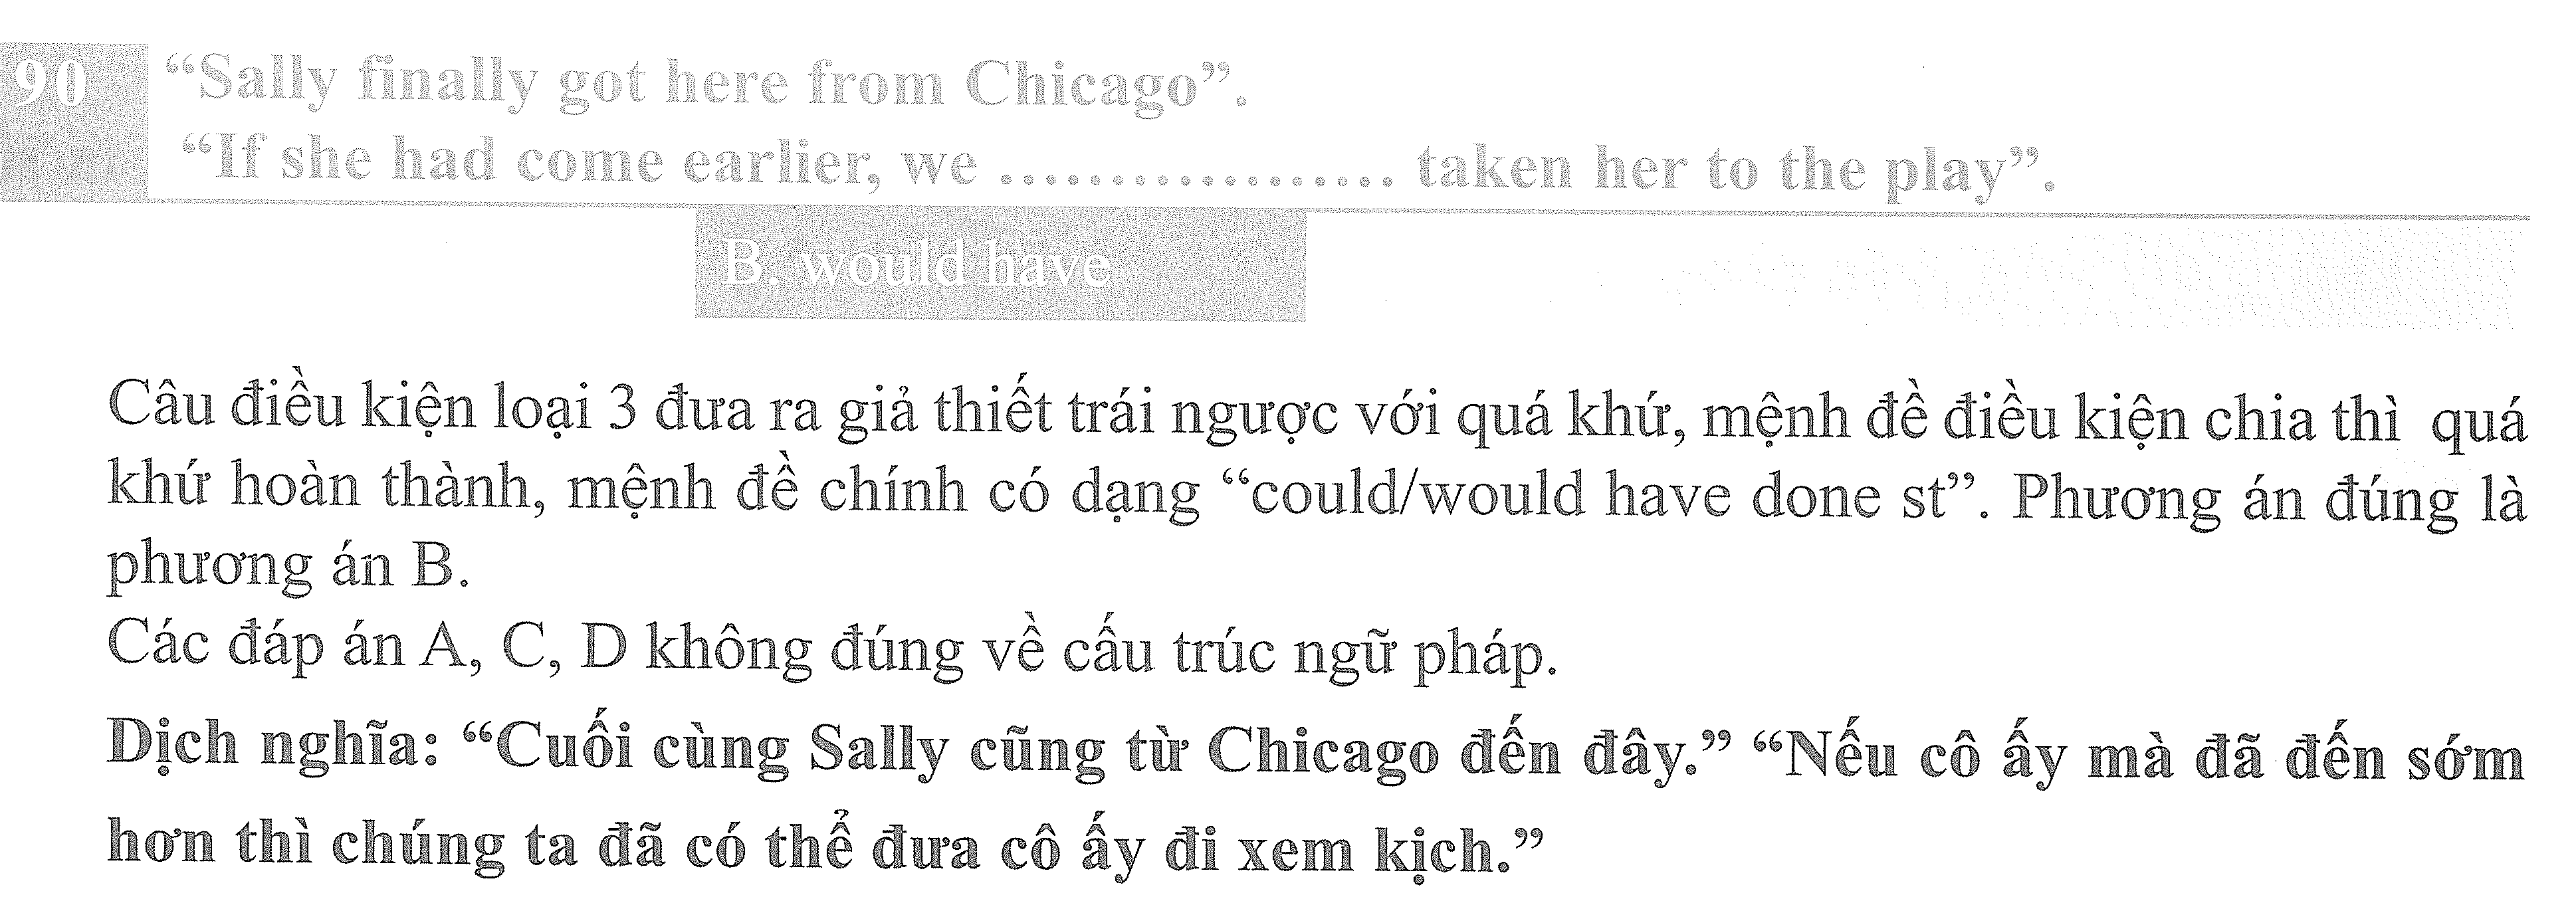 90 “Sally finally got here from Chicago”.
“If she had come earlier, we .................. taken her to the play”.
B. would have
Câu điều kiện loại 3 đưa ra giả thiết trái ngược với quá khứ, mệnh đề điều kiện chia thì quá
khứ hoàn thành, mệnh đề chính có dạng “could/would have done st”. Phương án đúng là
phương án B.
Các đáp án A, C, D không đúng về cấu trúc ngữ pháp.
Dịch nghĩa: “Cuối cùng Sally cũng từ Chicago đến đây.” “Nếu cô ấy mà đã đến sớm
hơn thì chúng ta đã có thể đưa cô ấy đi xem kịch.”